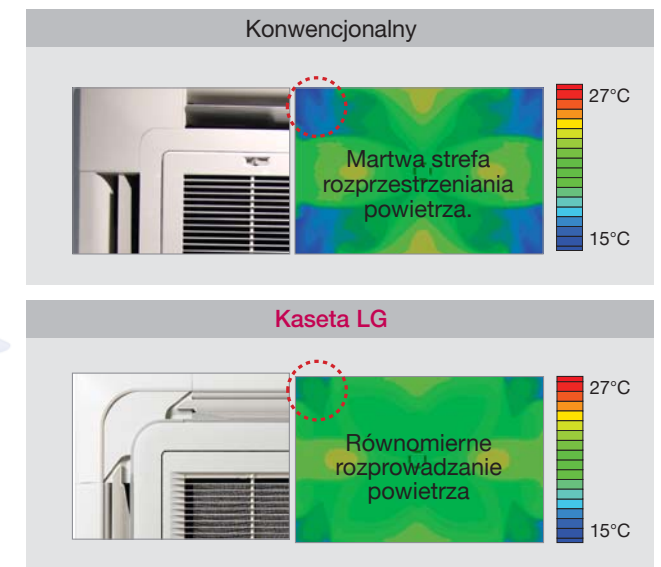 Konwencjonalny
27°C
Martwa strefa
rozprzestrzeniania
powietrza.
15°C
Kaseta LG
27°C
Równomierne
rozprowadzanie
powietrza
15°C